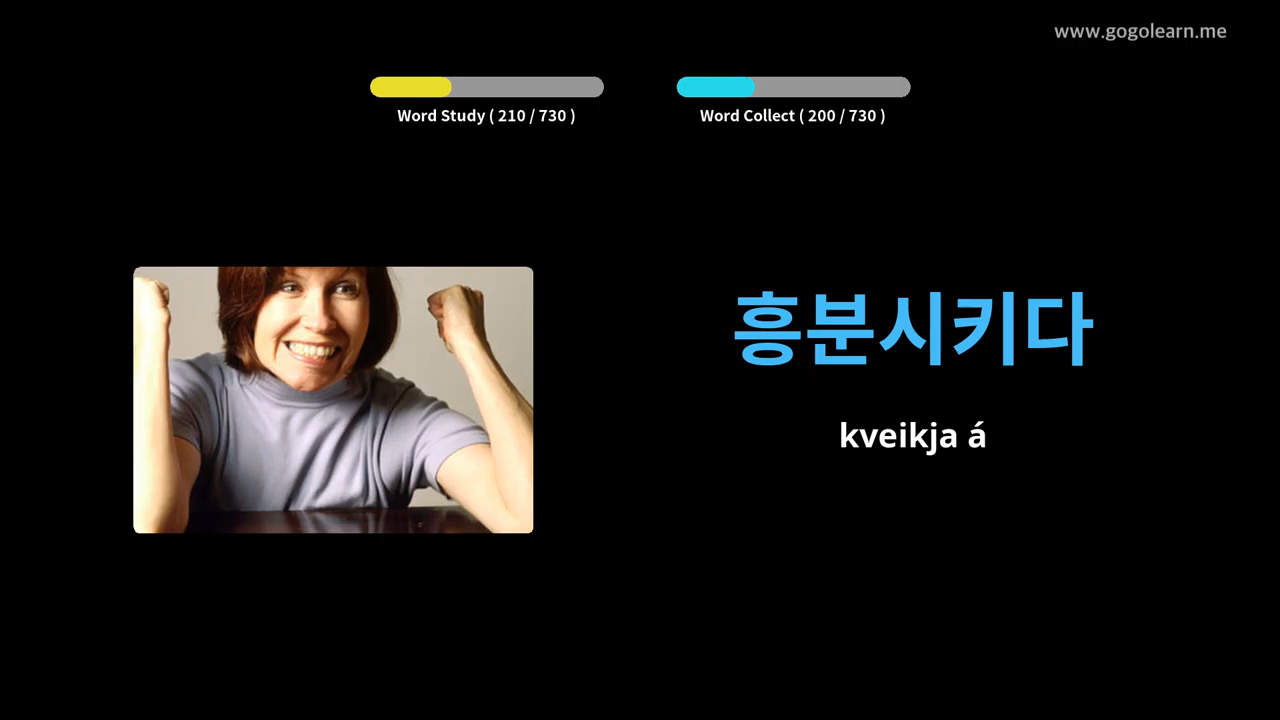 www.gogolearn.me
Word Study ( 210 / 730 )
Word Collect ( 200 / 730 )
흥분시키다
kveikja á